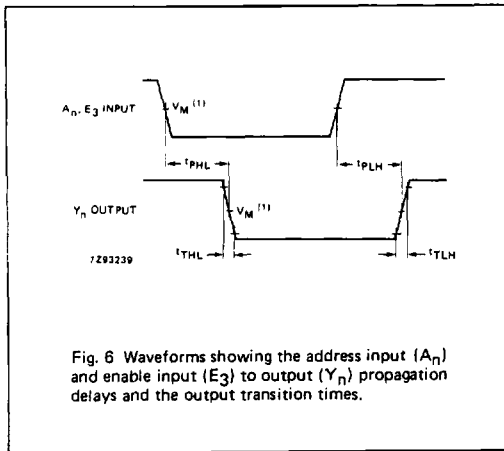 An, E3 INPUT
VM (1)
tPHL
tPLH
Yn OUTPUT
VM (1)
7Z93239
tTHL
tTLH
Fig. 6 Waveforms showing the address input (An)
and enable input (E3) to output (Yn) propagation
delays and the output transition times.